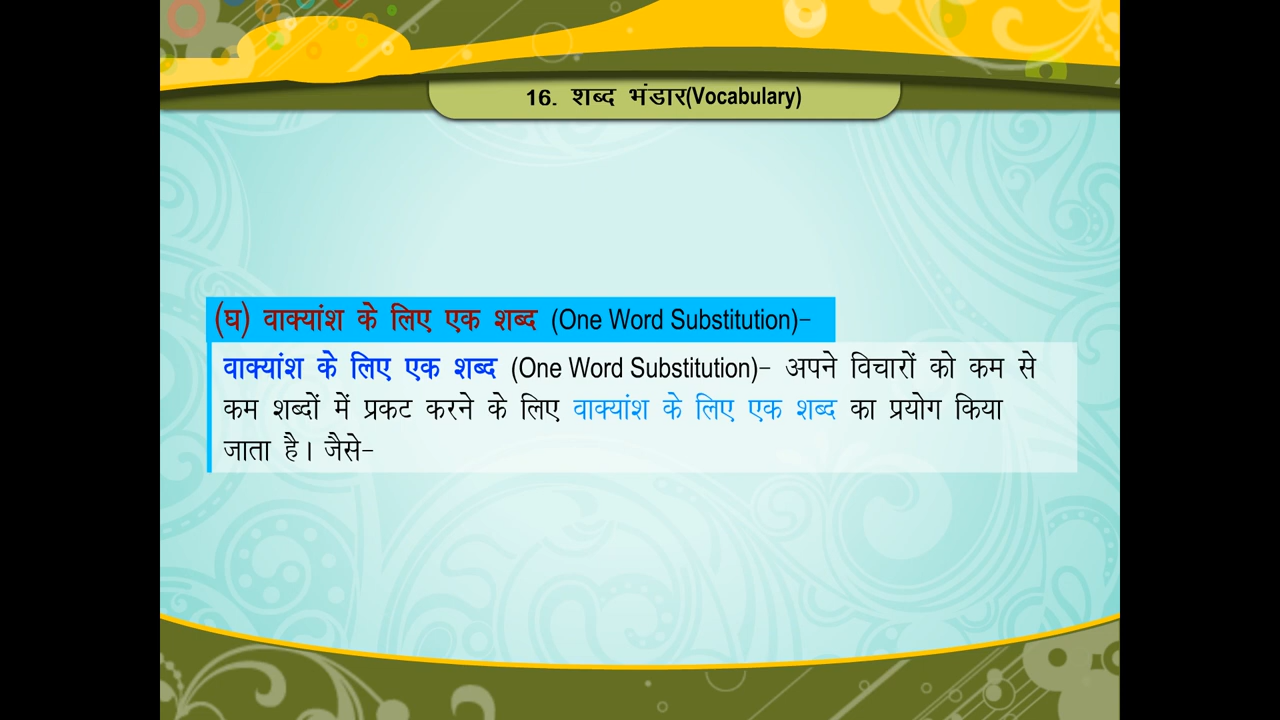 16. शब्द भंडार(Vocabulary)
(घ) वाक्यांश के लिए एक शब्द (One Word Substitution)-
वाक्यांश के लिए एक शब्द (One Word Substitution)- अपने विचारों को कम से
कम शब्दों में प्रकट करने के लिए वाक्यांश के लिए एक शब्द का प्रयोग किया
जाता है। जैसे-